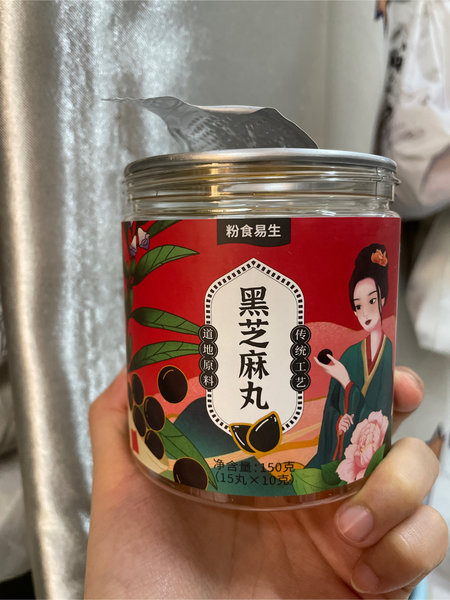 粉食易生
黑芝麻丸
道地原料
传统工艺
净含量:150克
(15丸×10克)